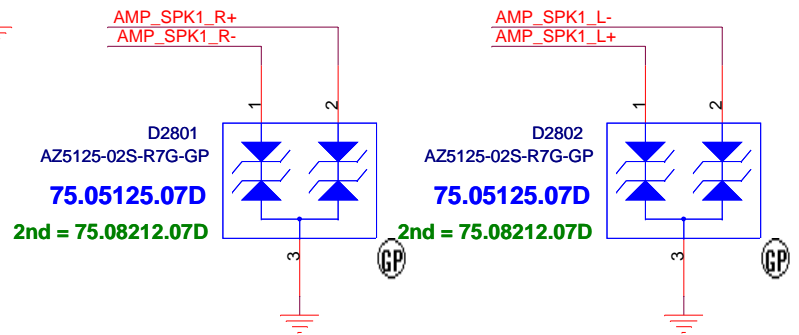 AMP_SPK1_R+
AMP_SPK1_R-
AMP_SPK1_L-
AMP_SPK1_L+
1
2
1
2
D2801
AZ5125-02S-R7G-GP
75.05125.07D
2nd = 75.08212.07D
D2802
AZ5125-02S-R7G-GP
75.05125.07D
2nd = 75.08212.07D
3
GP
3
GP